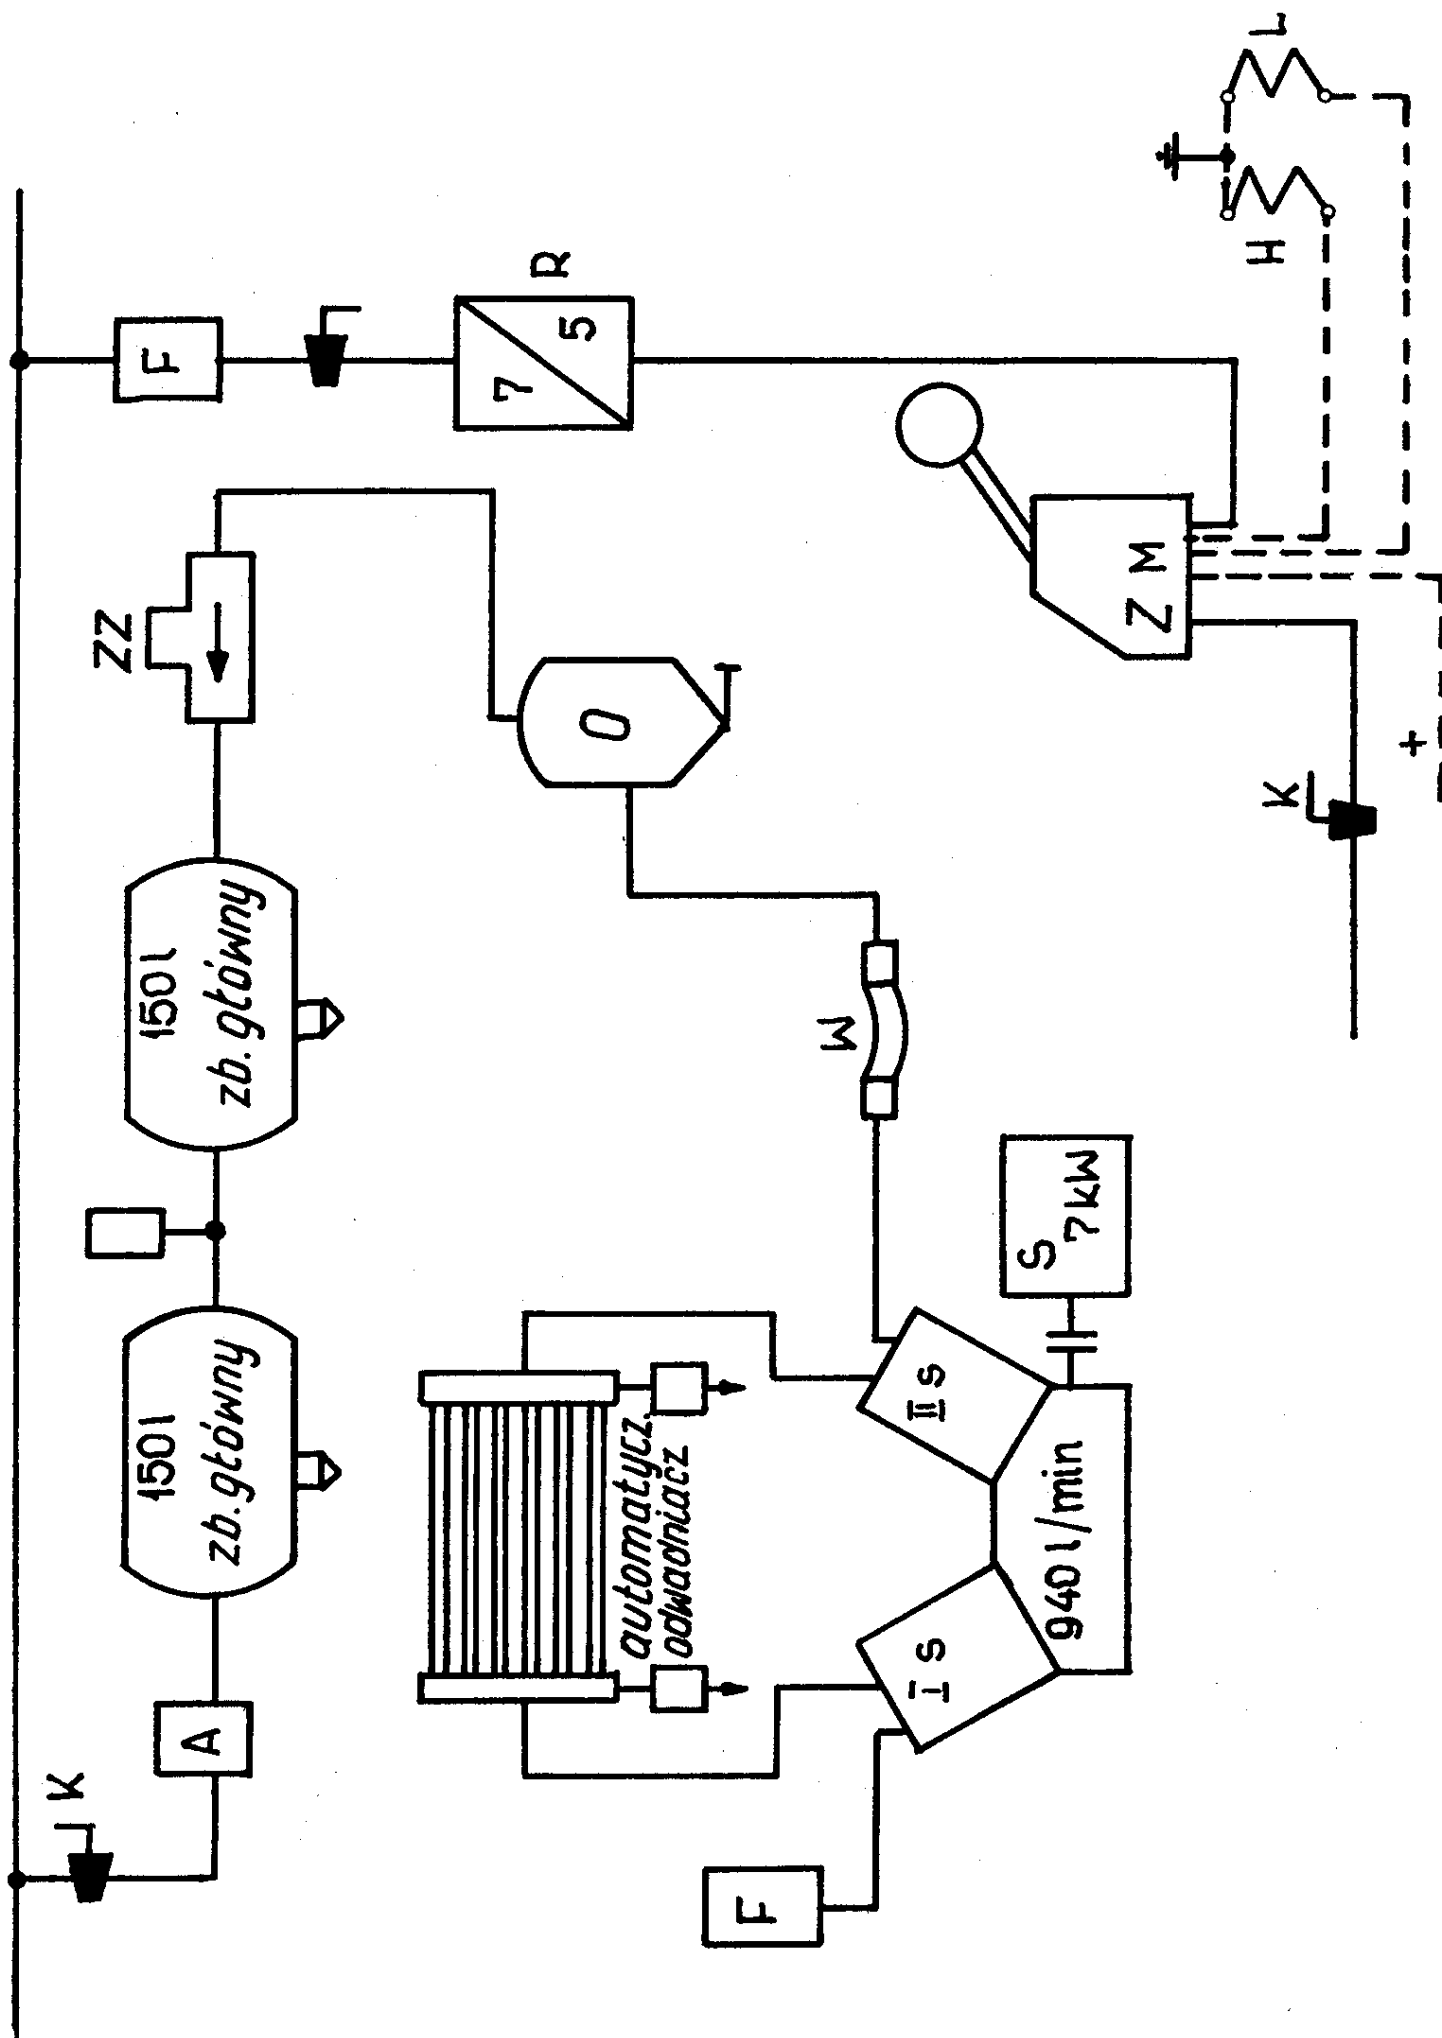 K
A
150 l
zb. główny
150 l
zb. główny
ZZ
F
7
5
R
F
automatycz.
odwadniacz
I s
II s
940 l/min
S
7 kW
W
O
K
+
Z M
H
L